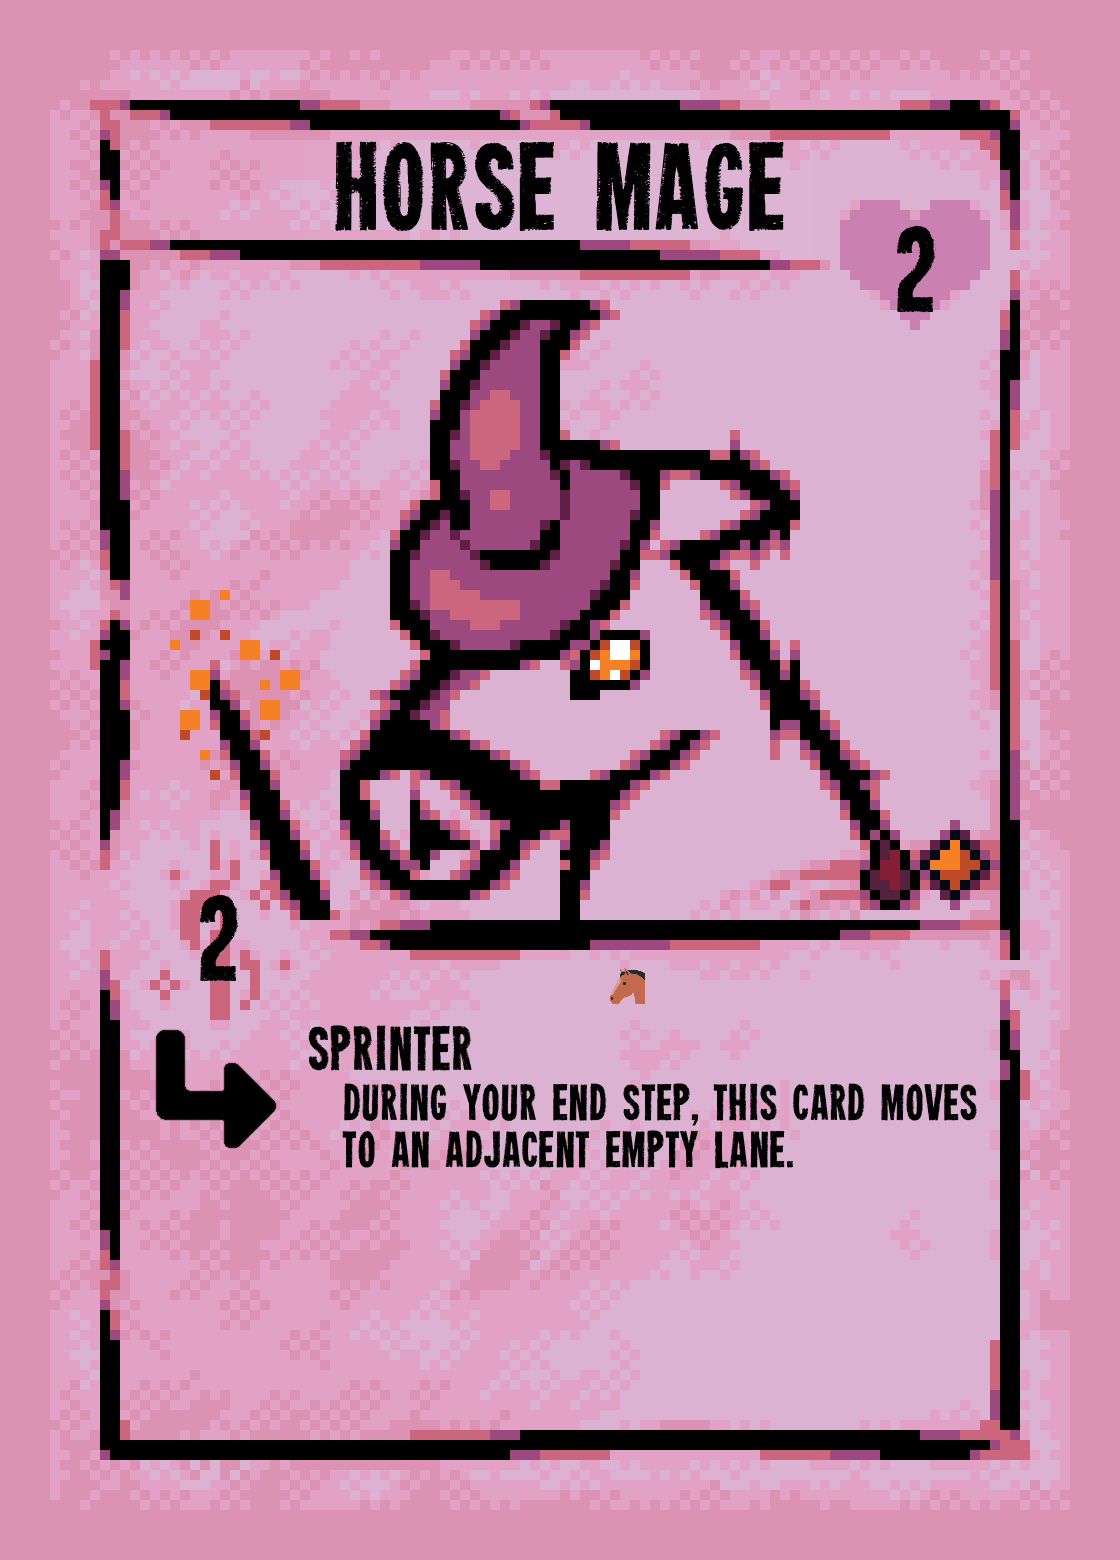 HORSE MAGE
2
2
SPRINTER
DURING YOUR END STEP, THIS CARD MOVES
TO AN ADJACENT EMPTY LANE.